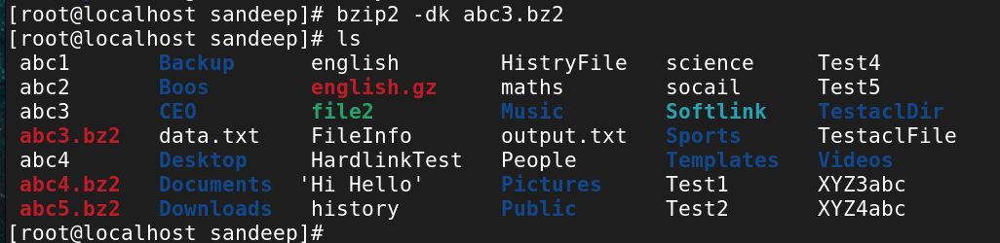 [root@localhost sandeep]# bzip2 -dk abc3.bz2
[root@localhost sandeep]# ls
abc1 Backup english HistryFile science Test4
abc2 Boos english.gz maths socail Test5
abc3 CEO file2 Music Softlink TestaclDir
abc3.bz2 data.txt FileInfo output.txt Sports TestaclFile
abc4 Desktop HardlinkTest People Templates Videos
abc4.bz2 Documents 'Hi Hello' Pictures Test1 XYZ3abc
abc5.bz2 Downloads history Public Test2 XYZ4abc
[root@localhost sandeep]#